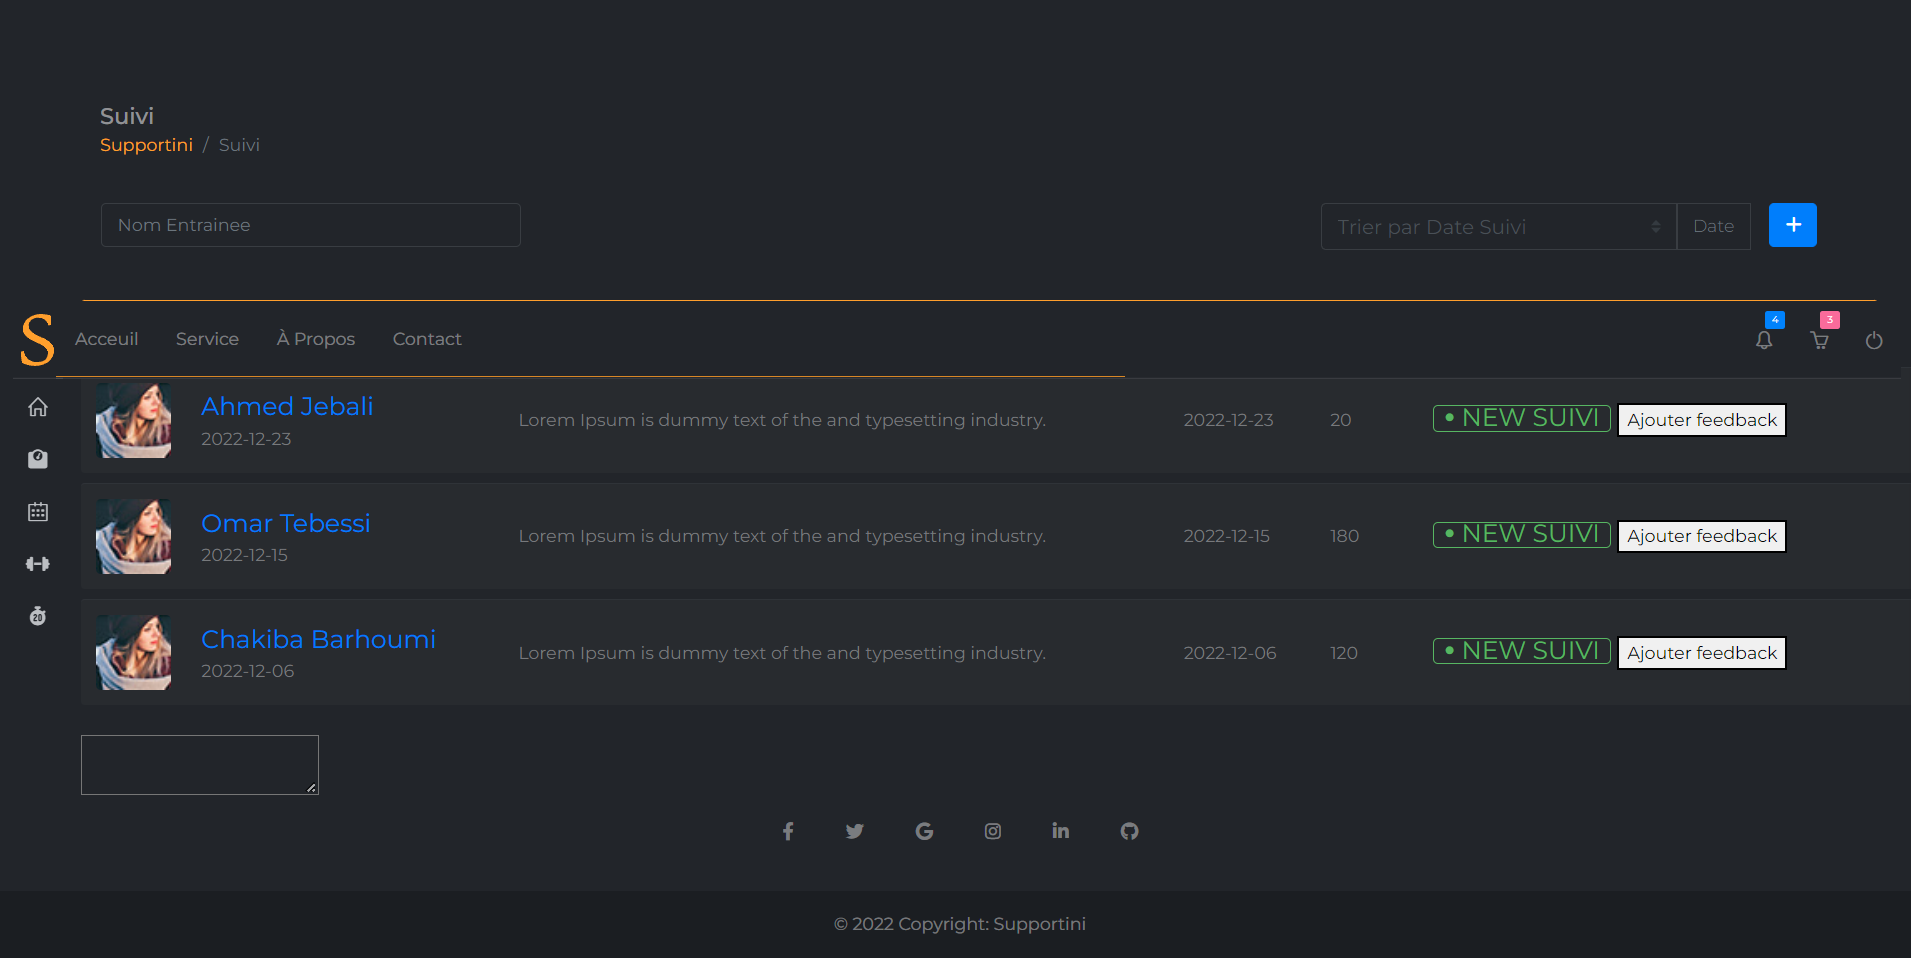 Suivi
Supportini / Suivi
Nom Entrainee
Trier par Date Suivi Date +
S Acceuil Service À Propos Contact 4 3
Ahmed Jebali
2022-12-23
Lorem Ipsum is dummy text of the and typesetting industry. 2022-12-23 20 • NEW SUIVI Ajouter feedback
Omar Tebessi
2022-12-15
Lorem Ipsum is dummy text of the and typesetting industry. 2022-12-15 180 • NEW SUIVI Ajouter feedback
20
Chakiba Barhoumi
2022-12-06
Lorem Ipsum is dummy text of the and typesetting industry. 2022-12-06 120 • NEW SUIVI Ajouter feedback
© 2022 Copyright: Supportini